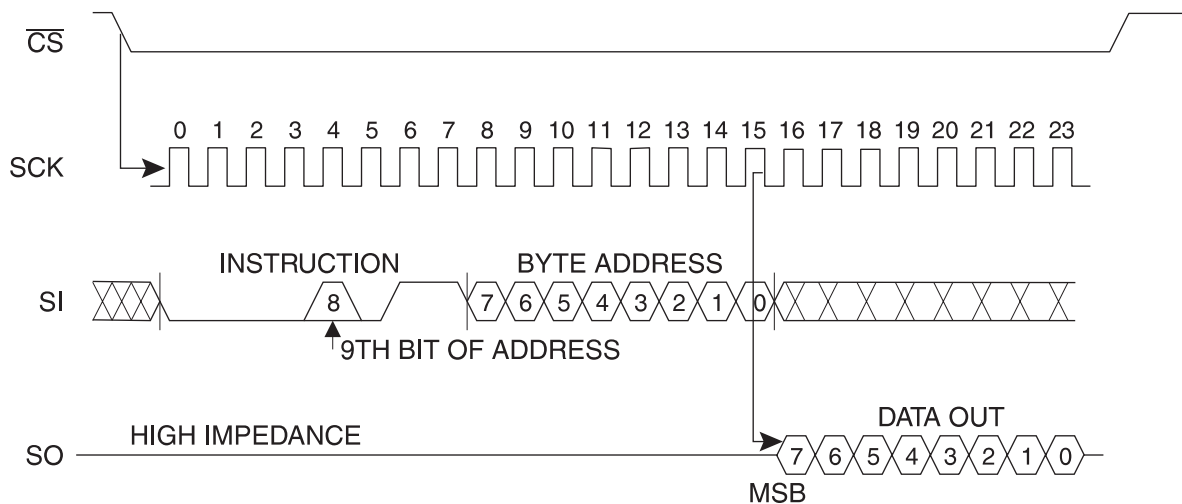 CS
0 1 2 3 4 5 6 7 8 9 10 11 12 13 14 15 16 17 18 19 20 21 22 23
SCK
INSTRUCTION BYTE ADDRESS
SI 8 7 6 5 4 3 2 1 0
9TH BIT OF ADDRESS
DATA OUT
HIGH IMPEDANCE
SO 7 6 5 4 3 2 1 0
MSB